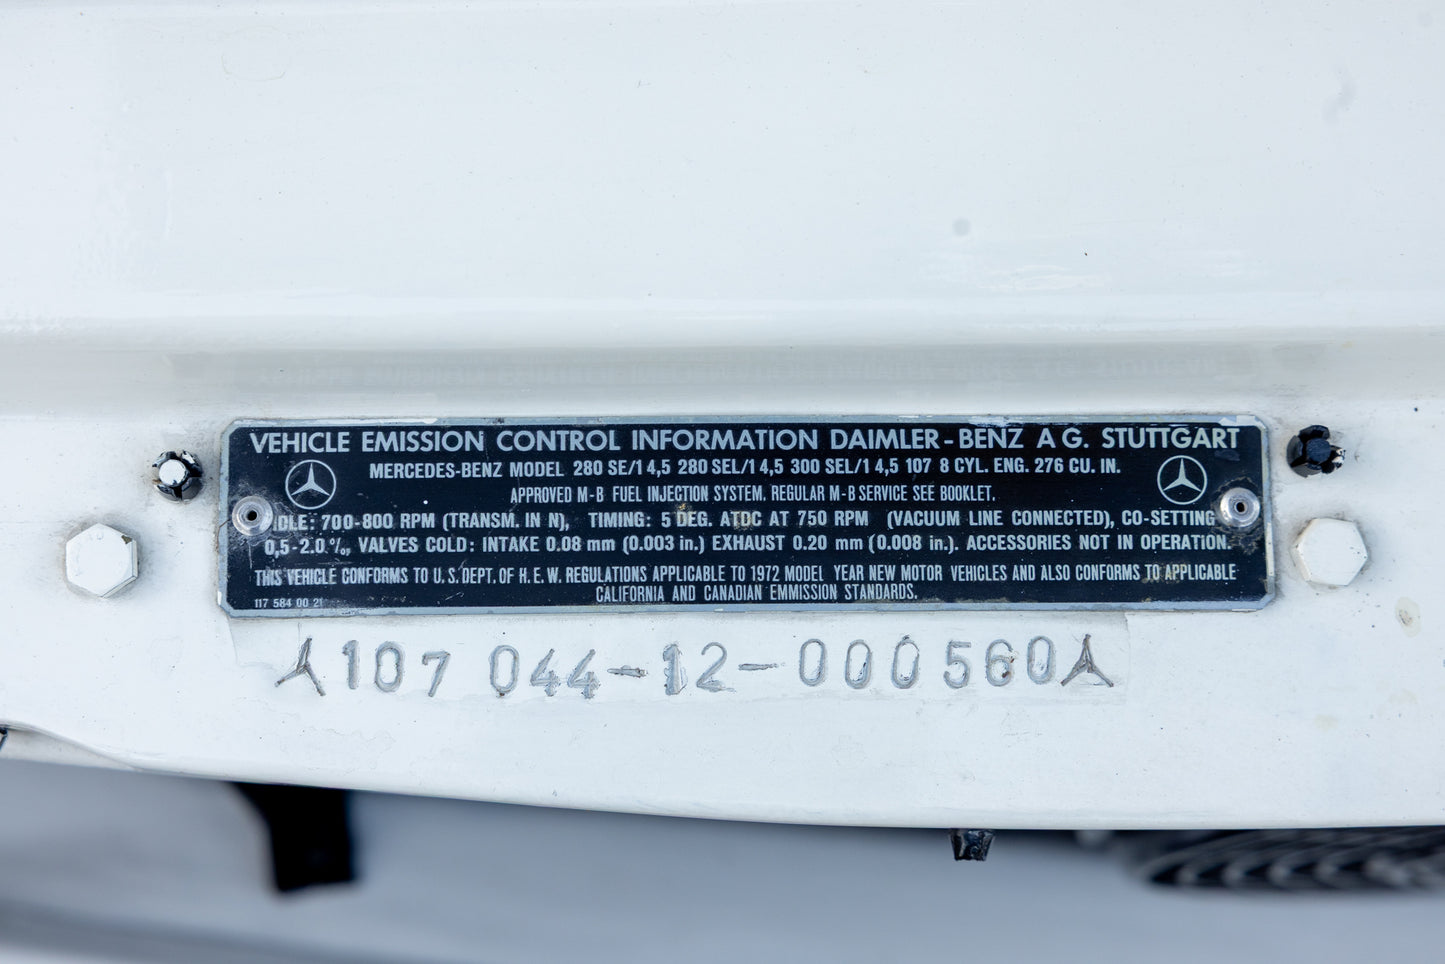 VEHICLE EMISSION CONTROL INFORMATION DAIMLER-BENZ A G. STUTTGART
MERCEDES-BENZ MODEL 280 SE/1 4,5 280 SEL/1 4,5 300 SEL/1 4,5 107 8 CYL. ENG. 276 CU. IN.
APPROVED M-B FUEL INJECTION SYSTEM. REGULAR M-B SERVICE SEE BOOKLET.
IDLE: 700-800 RPM (TRANSM. IN N), TIMING: 5 DEG. ATDC AT 750 RPM (VACUUM LINE CONNECTED), CO-SETTING
0,5-2.0 %, VALVES COLD: INTAKE 0.08 mm (0.003 in.) EXHAUST 0.20 mm (0.008 in.). ACCESSORIES NOT IN OPERATION.
THIS VEHICLE CONFORMS TO U.S. DEPT. OF H.E.W. REGULATIONS APPLICABLE TO 1972 MODEL YEAR NEW MOTOR VEHICLES AND ALSO CONFORMS TO APPLICABLE
CALIFORNIA AND CANADIAN EMMISSION STANDARDS.
117 584 00 21
107 044-12-000560